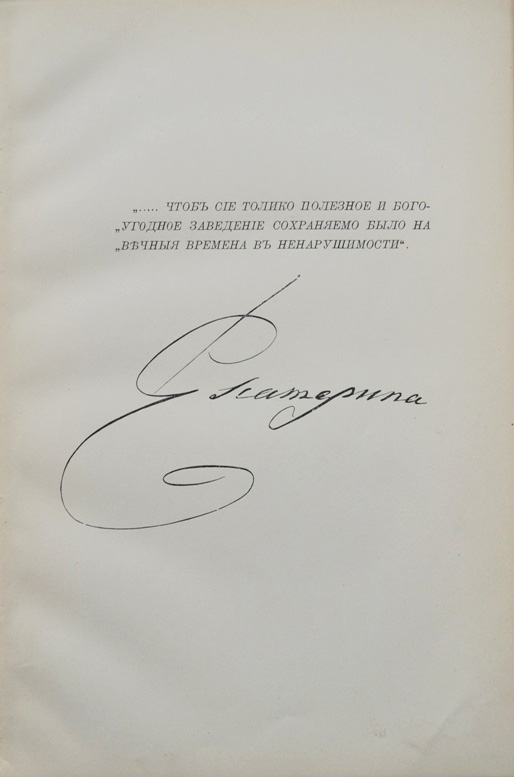 „..... ЧТОБЪ СІЕ ТОЛИКО ПОЛЕЗНОЕ И БОГО-
„УГОДНОЕ ЗАВЕДЕНІЕ СОХРАНЯЕМО БЫЛО НА
„ВѢЧНЫЯ ВРЕМЕНА ВЪ НЕНАРУШИМОСТИ“.
Екатерина